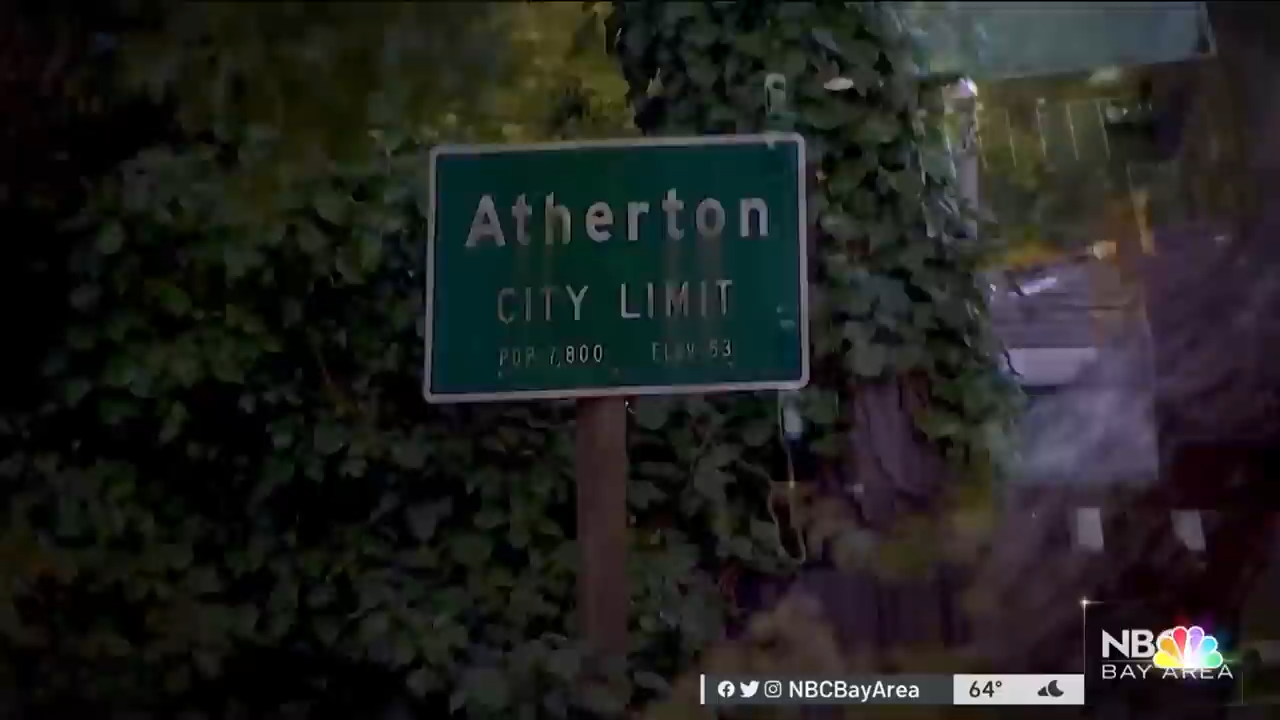 Atherton
CITY LIMIT
POP 7,800 ELEV 53
NBC
BAY AREA
NBCBayArea 64°